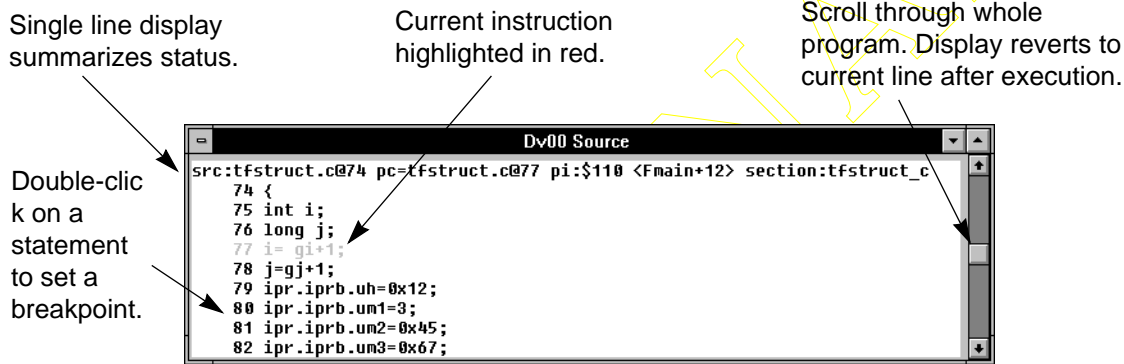 Single line display
summarizes status.
Current instruction
highlighted in red.
Scroll through whole
program. Display reverts to
current line after execution.
Double-clic
k on a
statement
to set a
breakpoint.
Dv00 Source
src:tfstruct.c@74 pc=tfstruct.c@77 pi:$110 <Fmain+12> section:tfstruct_c
74 {
75 int i;
76 long j;
77 i= gi+1;
78 j=gj+1;
79 ipr.iprb.uh=0x12;
80 ipr.iprb.um1=3;
81 ipr.iprb.um2=0x45;
82 ipr.iprb.um3=0x67;